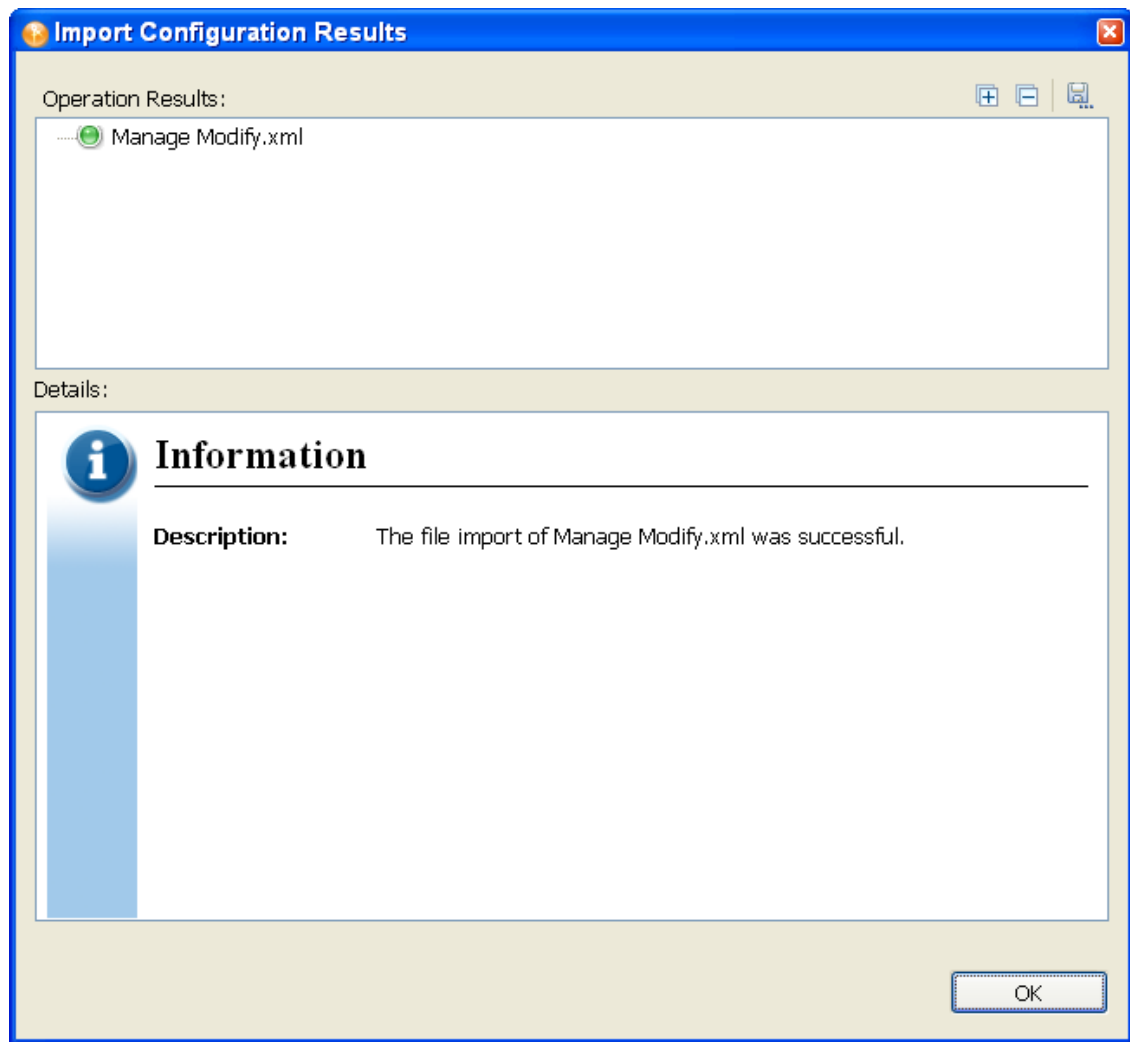 Import Configuration Results
Operation Results:
Manage Modify.xml
Details:
Information
Description: The file import of Manage Modify.xml was successful.
OK